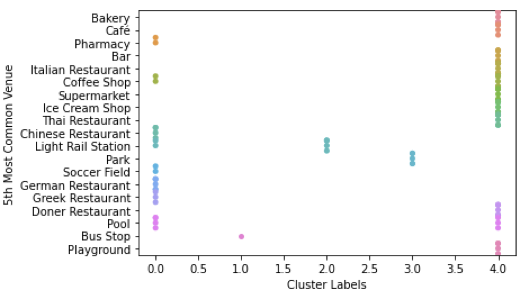 5th Most Common Venue
Bakery
Café
Pharmacy
Bar
Italian Restaurant
Coffee Shop
Supermarket
Ice Cream Shop
Thai Restaurant
Chinese Restaurant
Light Rail Station
Park
Soccer Field
German Restaurant
Greek Restaurant
Doner Restaurant
Pool
Bus Stop
Playground
0.0 0.5 1.0 1.5 2.0 2.5 3.0 3.5 4.0
Cluster Labels